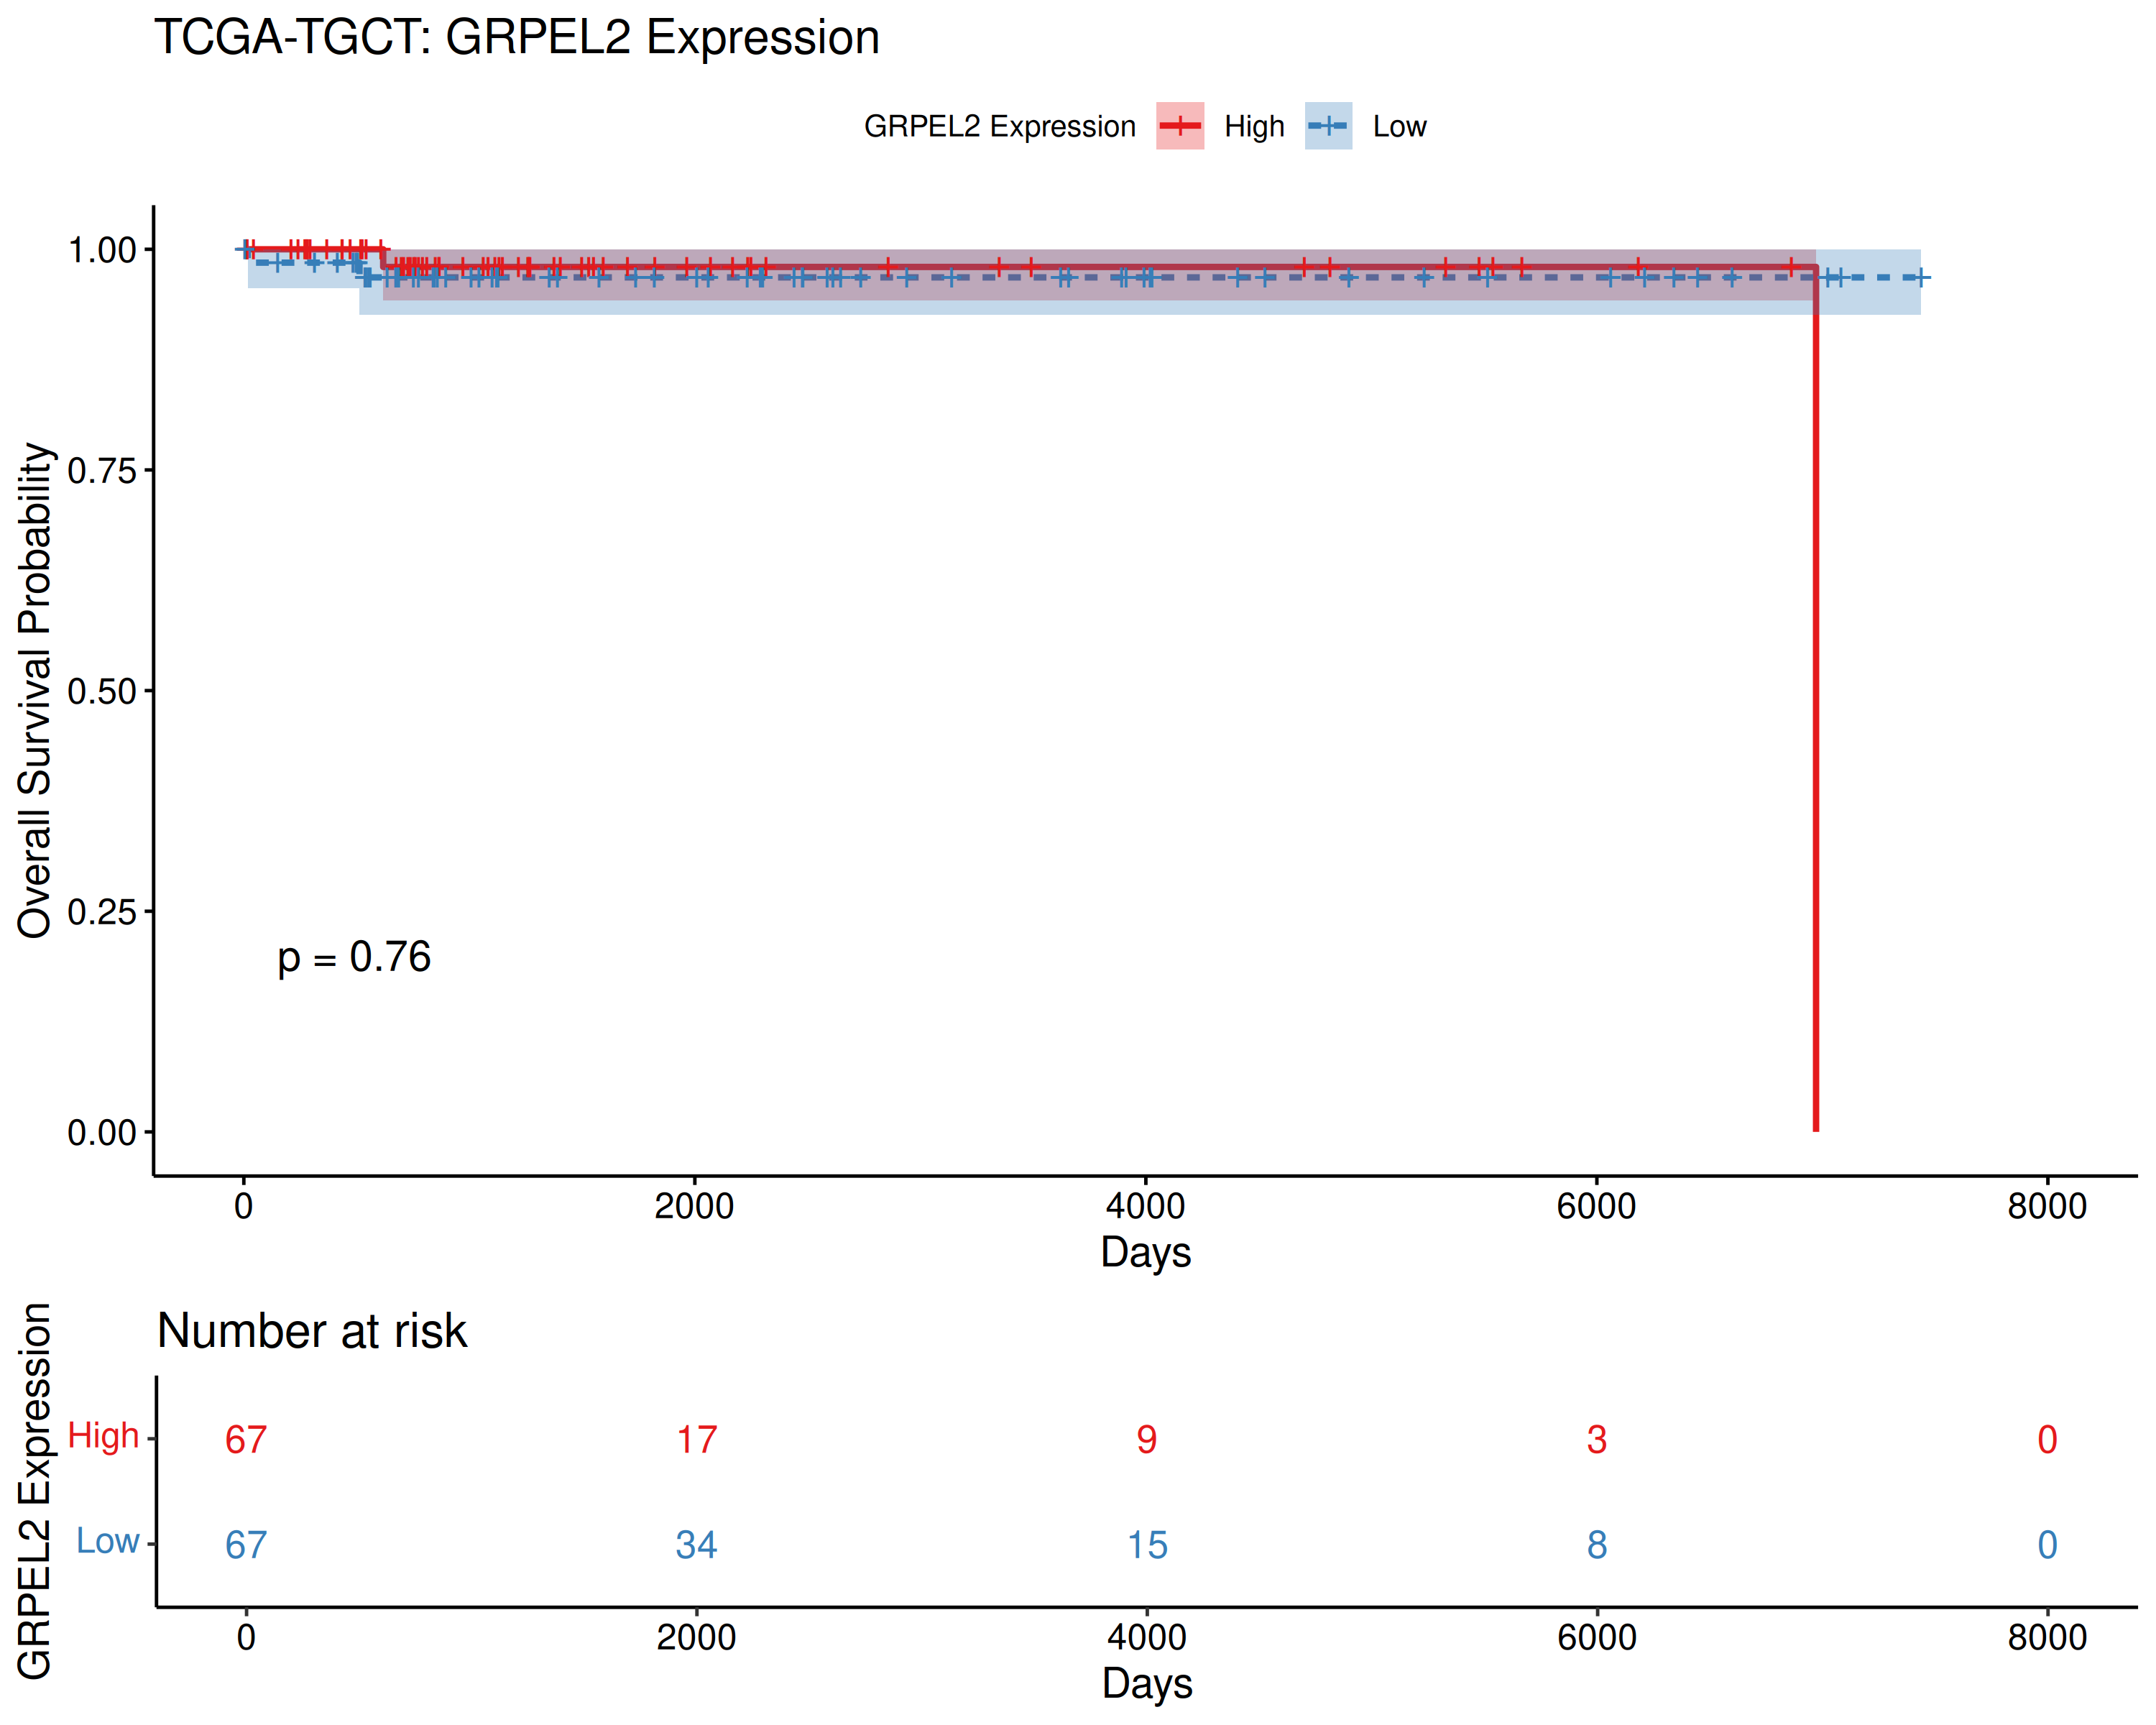 TCGA-TGCT: GRPEL2 Expression
GRPEL2 Expression High Low
Overall Survival Probability
1.00
0.75
0.50
0.25
0.00
p = 0.76
0 2000 4000 6000 8000
Days
Number at risk
GRPEL2 Expression
High 67 17 9 3 0
Low 67 34 15 8 0
0 2000 4000 6000 8000
Days